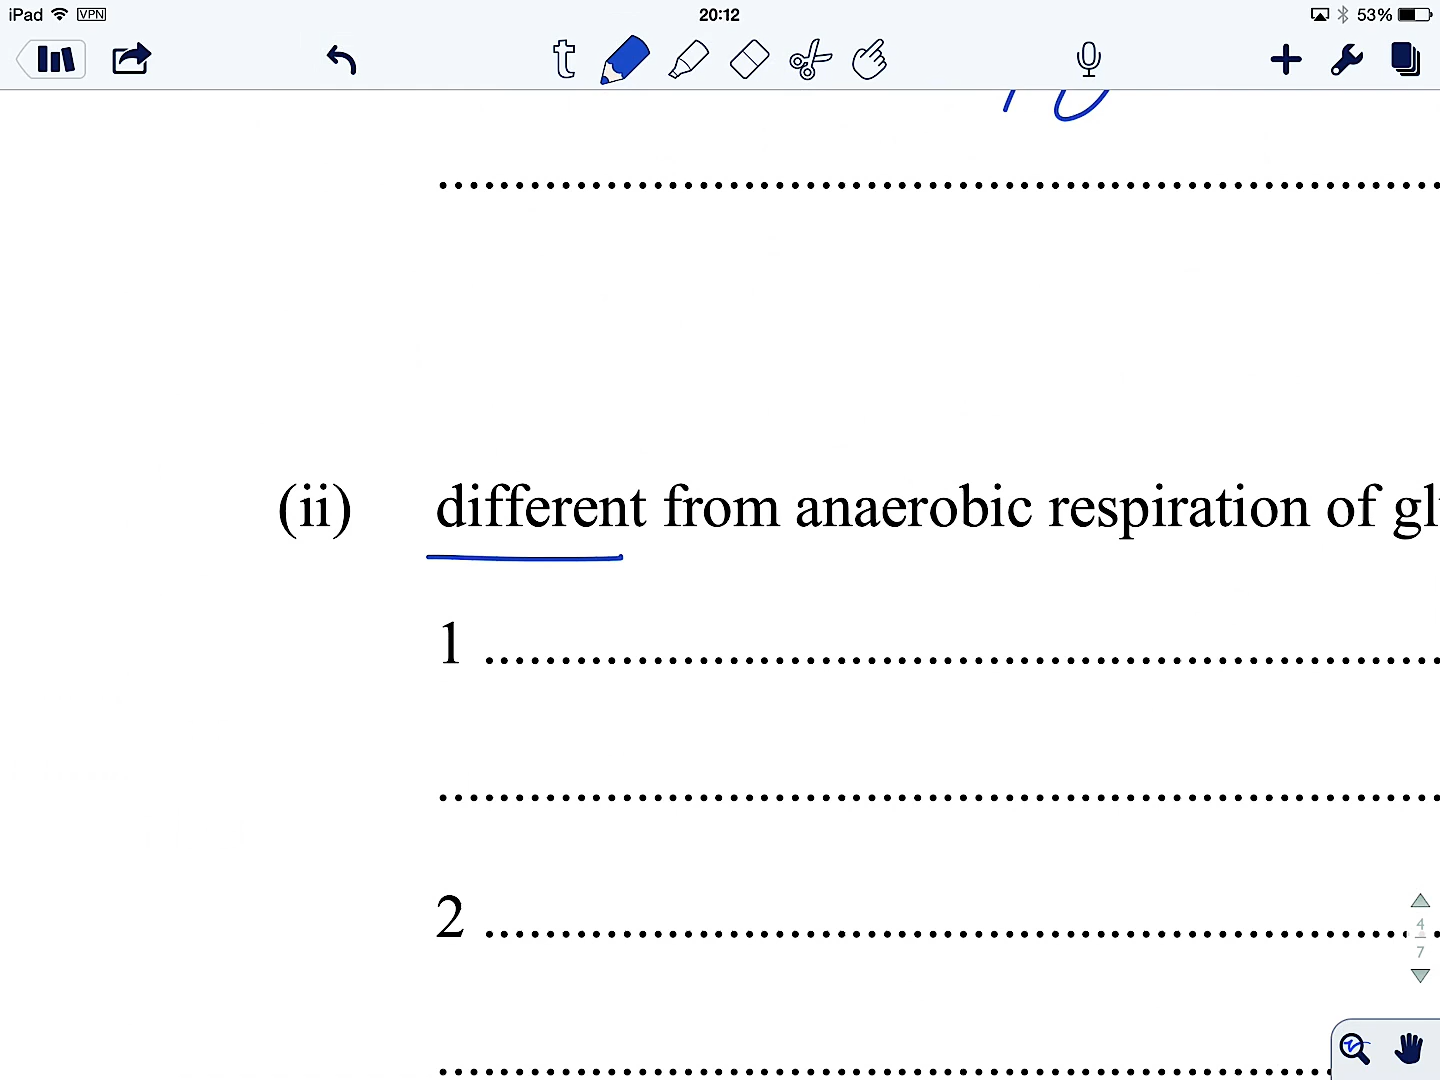 iPad VPN 20:12 53%
t
(ii) different from anaerobic respiration of gl
1
2
4
7